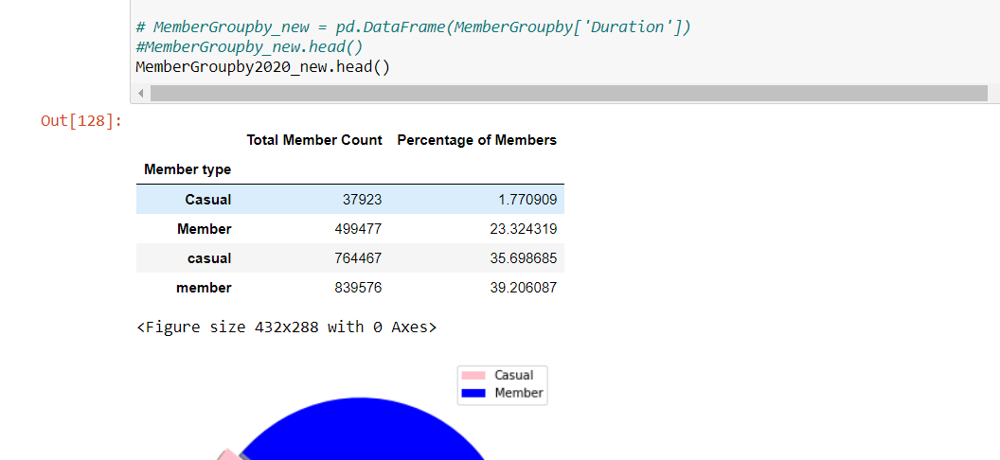 # MemberGroupby_new = pd.DataFrame(MemberGroupby['Duration'])
#MemberGroupby_new.head()
MemberGroupby2020_new.head()
Out[128]:
Total Member Count Percentage of Members
Member type
Casual 37923 1.770909
Member 499477 23.324319
casual 764467 35.698685
member 839576 39.206087
<Figure size 432x288 with 0 Axes>
Casual
Member